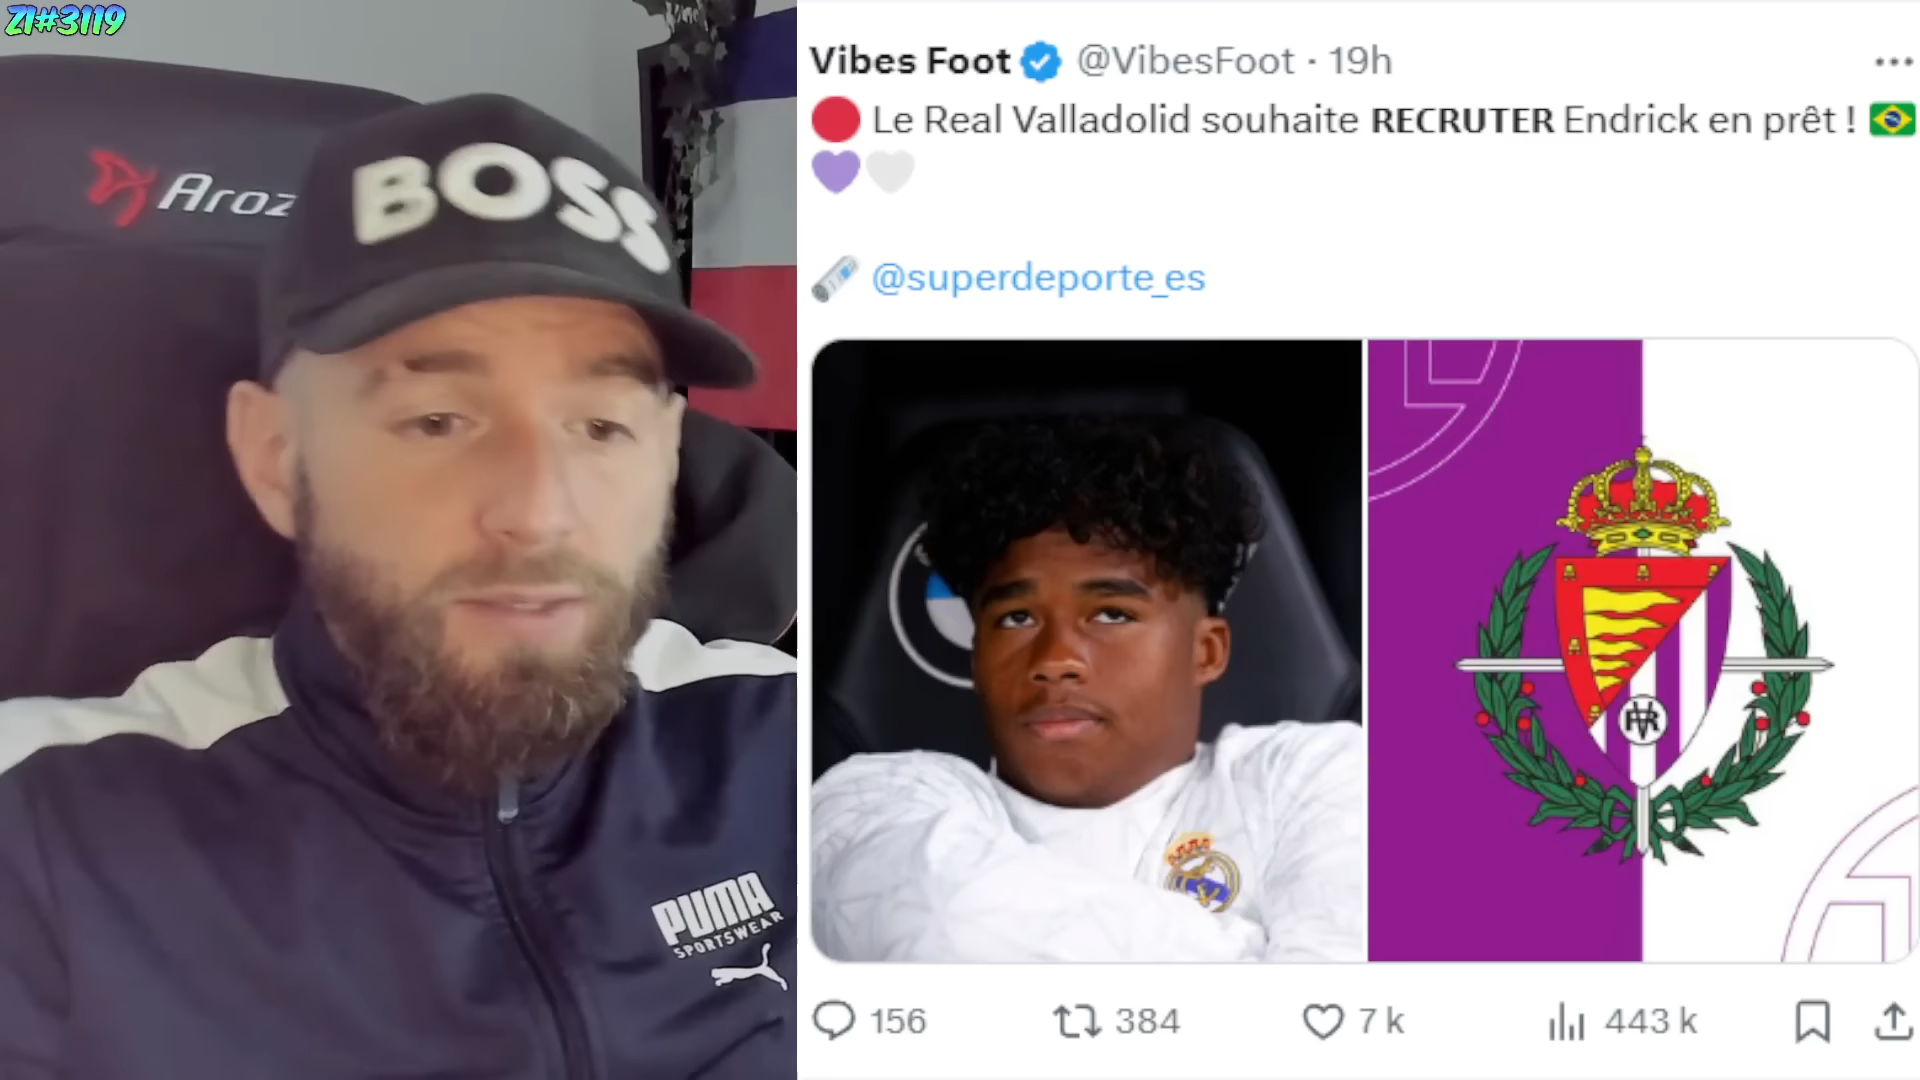 ZI#3119
Aroz
BOSS
PUMA
SPORTSWEAR
Vibes Foot @VibesFoot · 19h
Le Real Valladolid souhaite RECRUTER Endrick en prêt !
@superdeporte_es
156 384 7 k 443 k